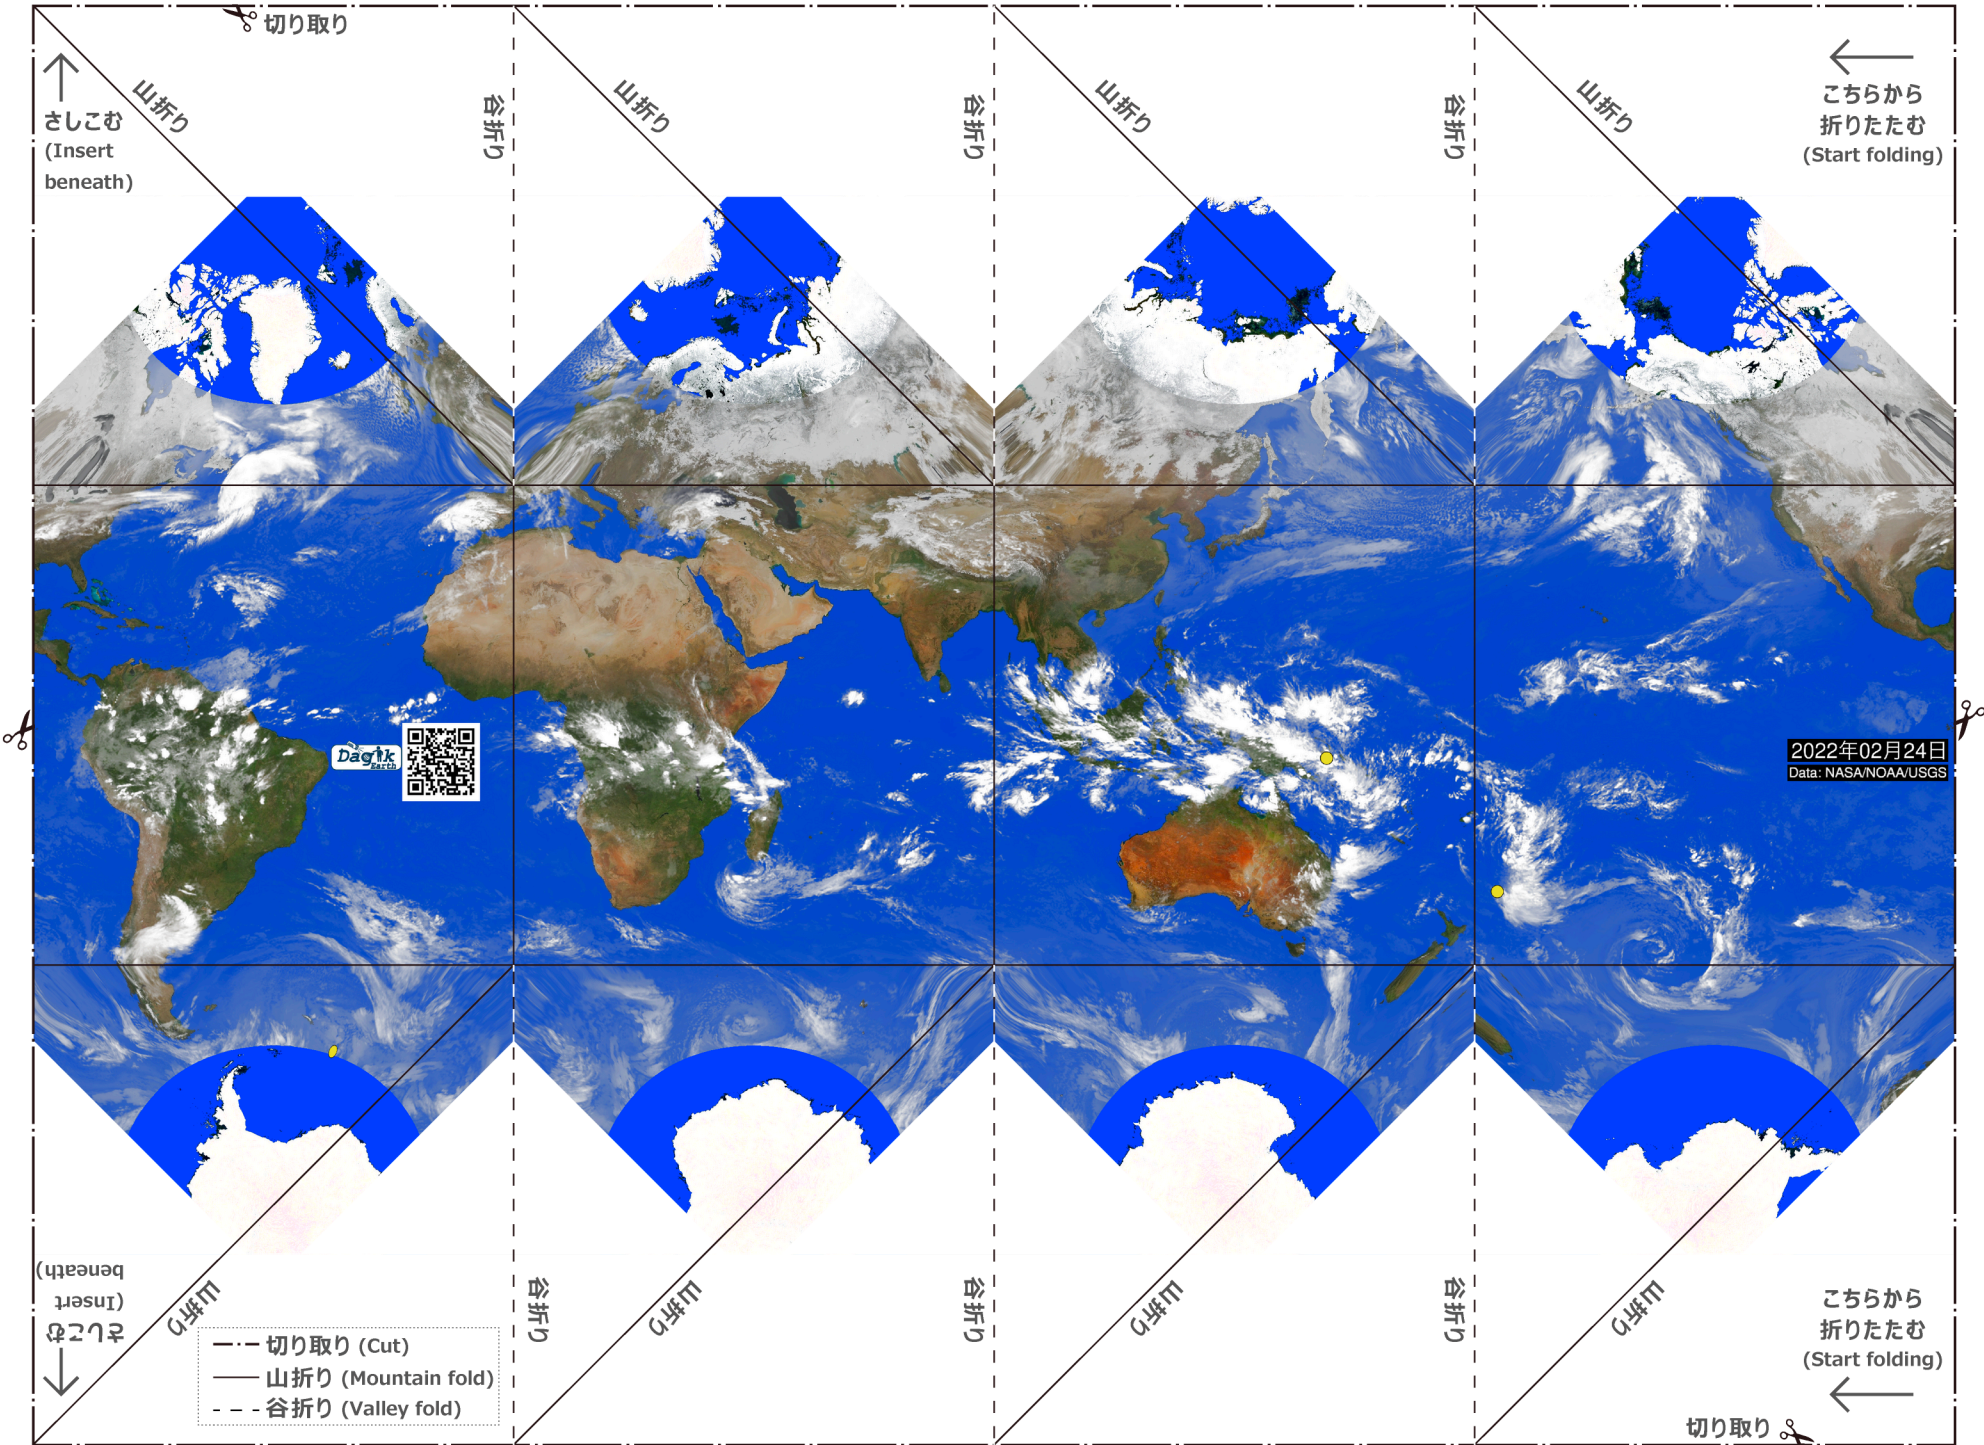 切り取り
さしこむ
(Insert
beneath)
山折り
谷折り
山折り
谷折り
山折り
谷折り
山折り
こちらから
折りたたむ
(Start folding)
Dagik
Earth
2022年02月24日
Data: NASA/NOAA/USGS
さしこむ
(Insert
beneath)
山折り
谷折り
山折り
谷折り
山折り
谷折り
山折り
こちらから
折りたたむ
(Start folding)
切り取り (Cut)
山折り (Mountain fold)
谷折り (Valley fold)
切り取り